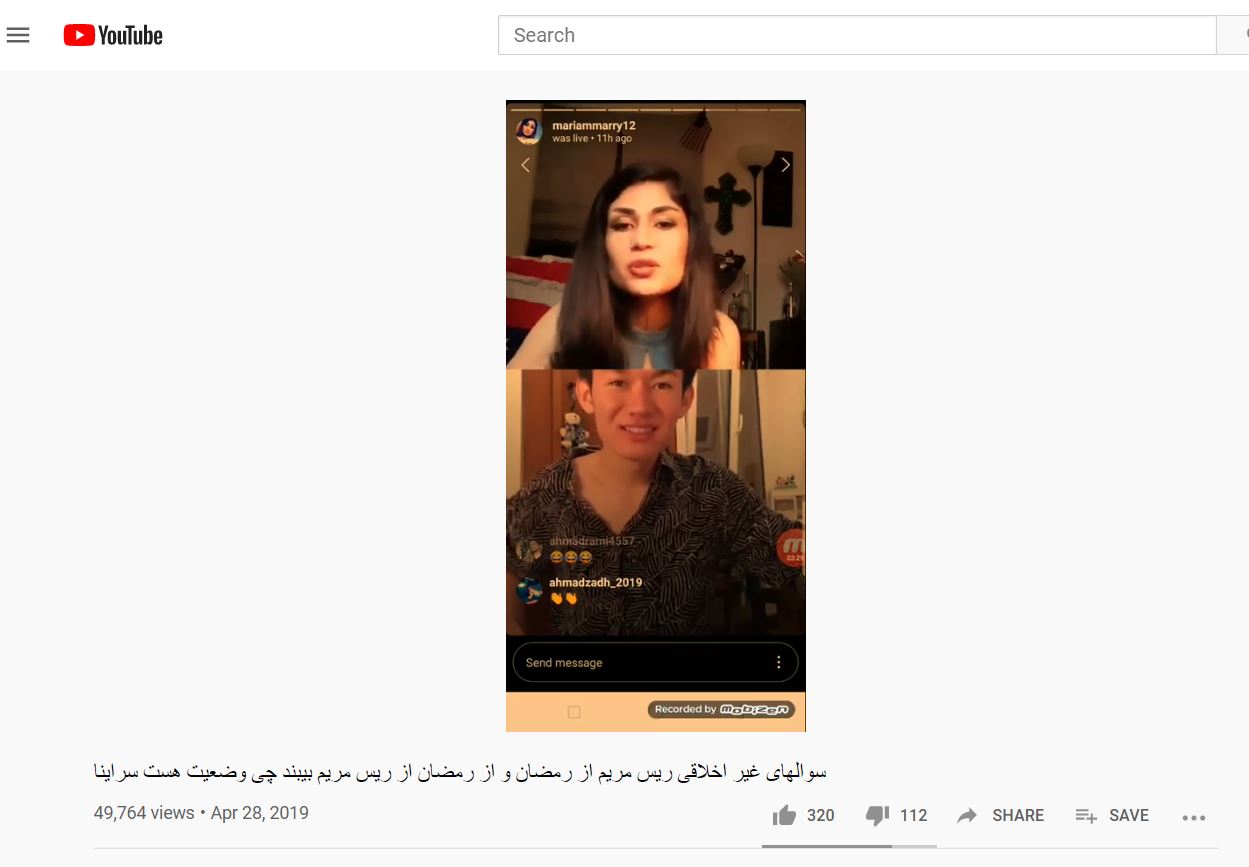 YouTube
Search
mariammarry12
was live • 11h ago
ahmadrami4557
😂😂😂
03:29
ahmadzadh_2019
👏👏
Send message
Recorded by mobizen
سوالهای غیر اخلاقی ریس مریم از رمضان و از رمضان از ریس مریم ببیند چی وضعیت هست سراینا
49,764 views • Apr 28, 2019
320
112
SHARE
SAVE